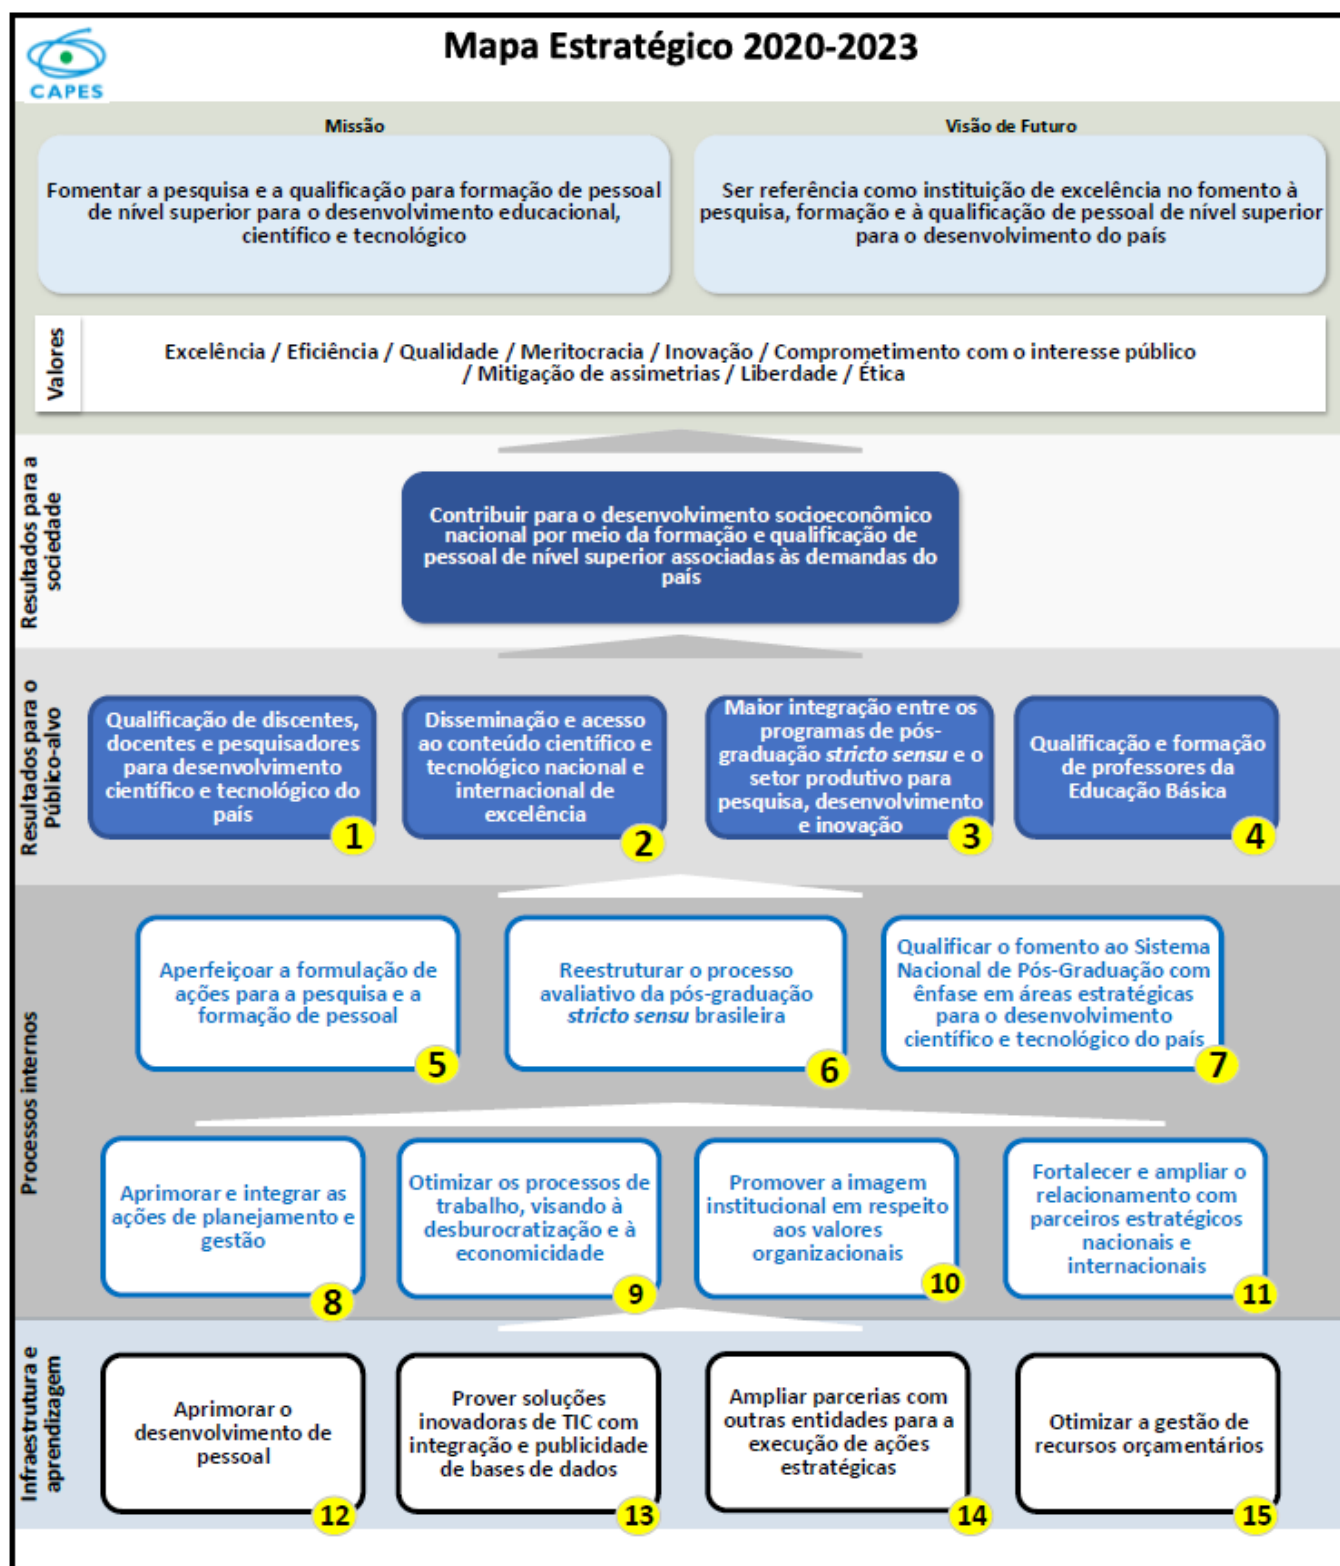 Mapa Estratégico 2020-2023
CAPES
Missão
Fomentar a pesquisa e a qualificação para formação de pessoal
de nível superior para o desenvolvimento educacional,
científico e tecnológico
Visão de Futuro
Ser referência como instituição de excelência no fomento à
pesquisa, formação e à qualificação de pessoal de nível superior
para o desenvolvimento do país
Valores
Excelência / Eficiência / Qualidade / Meritocracia / Inovação / Comprometimento com o interesse público
/ Mitigação de assimetrias / Liberdade / Ética
Resultados para a
sociedade
Contribuir para o desenvolvimento socioeconômico
nacional por meio da formação e qualificação de
pessoal de nível superior associadas às demandas do
país
Resultados para o
Público-alvo
Qualificação de discentes,
docentes e pesquisadores
para desenvolvimento
científico e tecnológico do
país
1
Disseminação e acesso
ao conteúdo científico e
tecnológico nacional e
internacional de
excelência
2
Maior integração entre os
programas de pós-
graduação stricto sensu e o
setor produtivo para
pesquisa, desenvolvimento
e inovação
3
Qualificação e formação
de professores da
Educação Básica
4
Processos internos
Aperfeiçoar a formulação de
ações para a pesquisa e a
formação de pessoal
5
Reestruturar o processo
avaliativo da pós-graduação
stricto sensu brasileira
6
Qualificar o fomento ao Sistema
Nacional de Pós-Graduação com
ênfase em áreas estratégicas
para o desenvolvimento
científico e tecnológico do país
7
Aprimorar e integrar as
ações de planejamento e
gestão
8
Otimizar os processos de
trabalho, visando à
desburocratização e à
economicidade
9
Promover a imagem
institucional em respeito
aos valores
organizacionais
10
Fortalecer e ampliar o
relacionamento com
parceiros estratégicos
nacionais e
internacionais
11
Infraestrutura e
aprendizagem
Aprimorar o
desenvolvimento de
pessoal
12
Prover soluções
inovadoras de TIC com
integração e publicidade
de bases de dados
13
Ampliar parcerias com
outras entidades para a
execução de ações
estratégicas
14
Otimizar a gestão de
recursos orçamentários
15